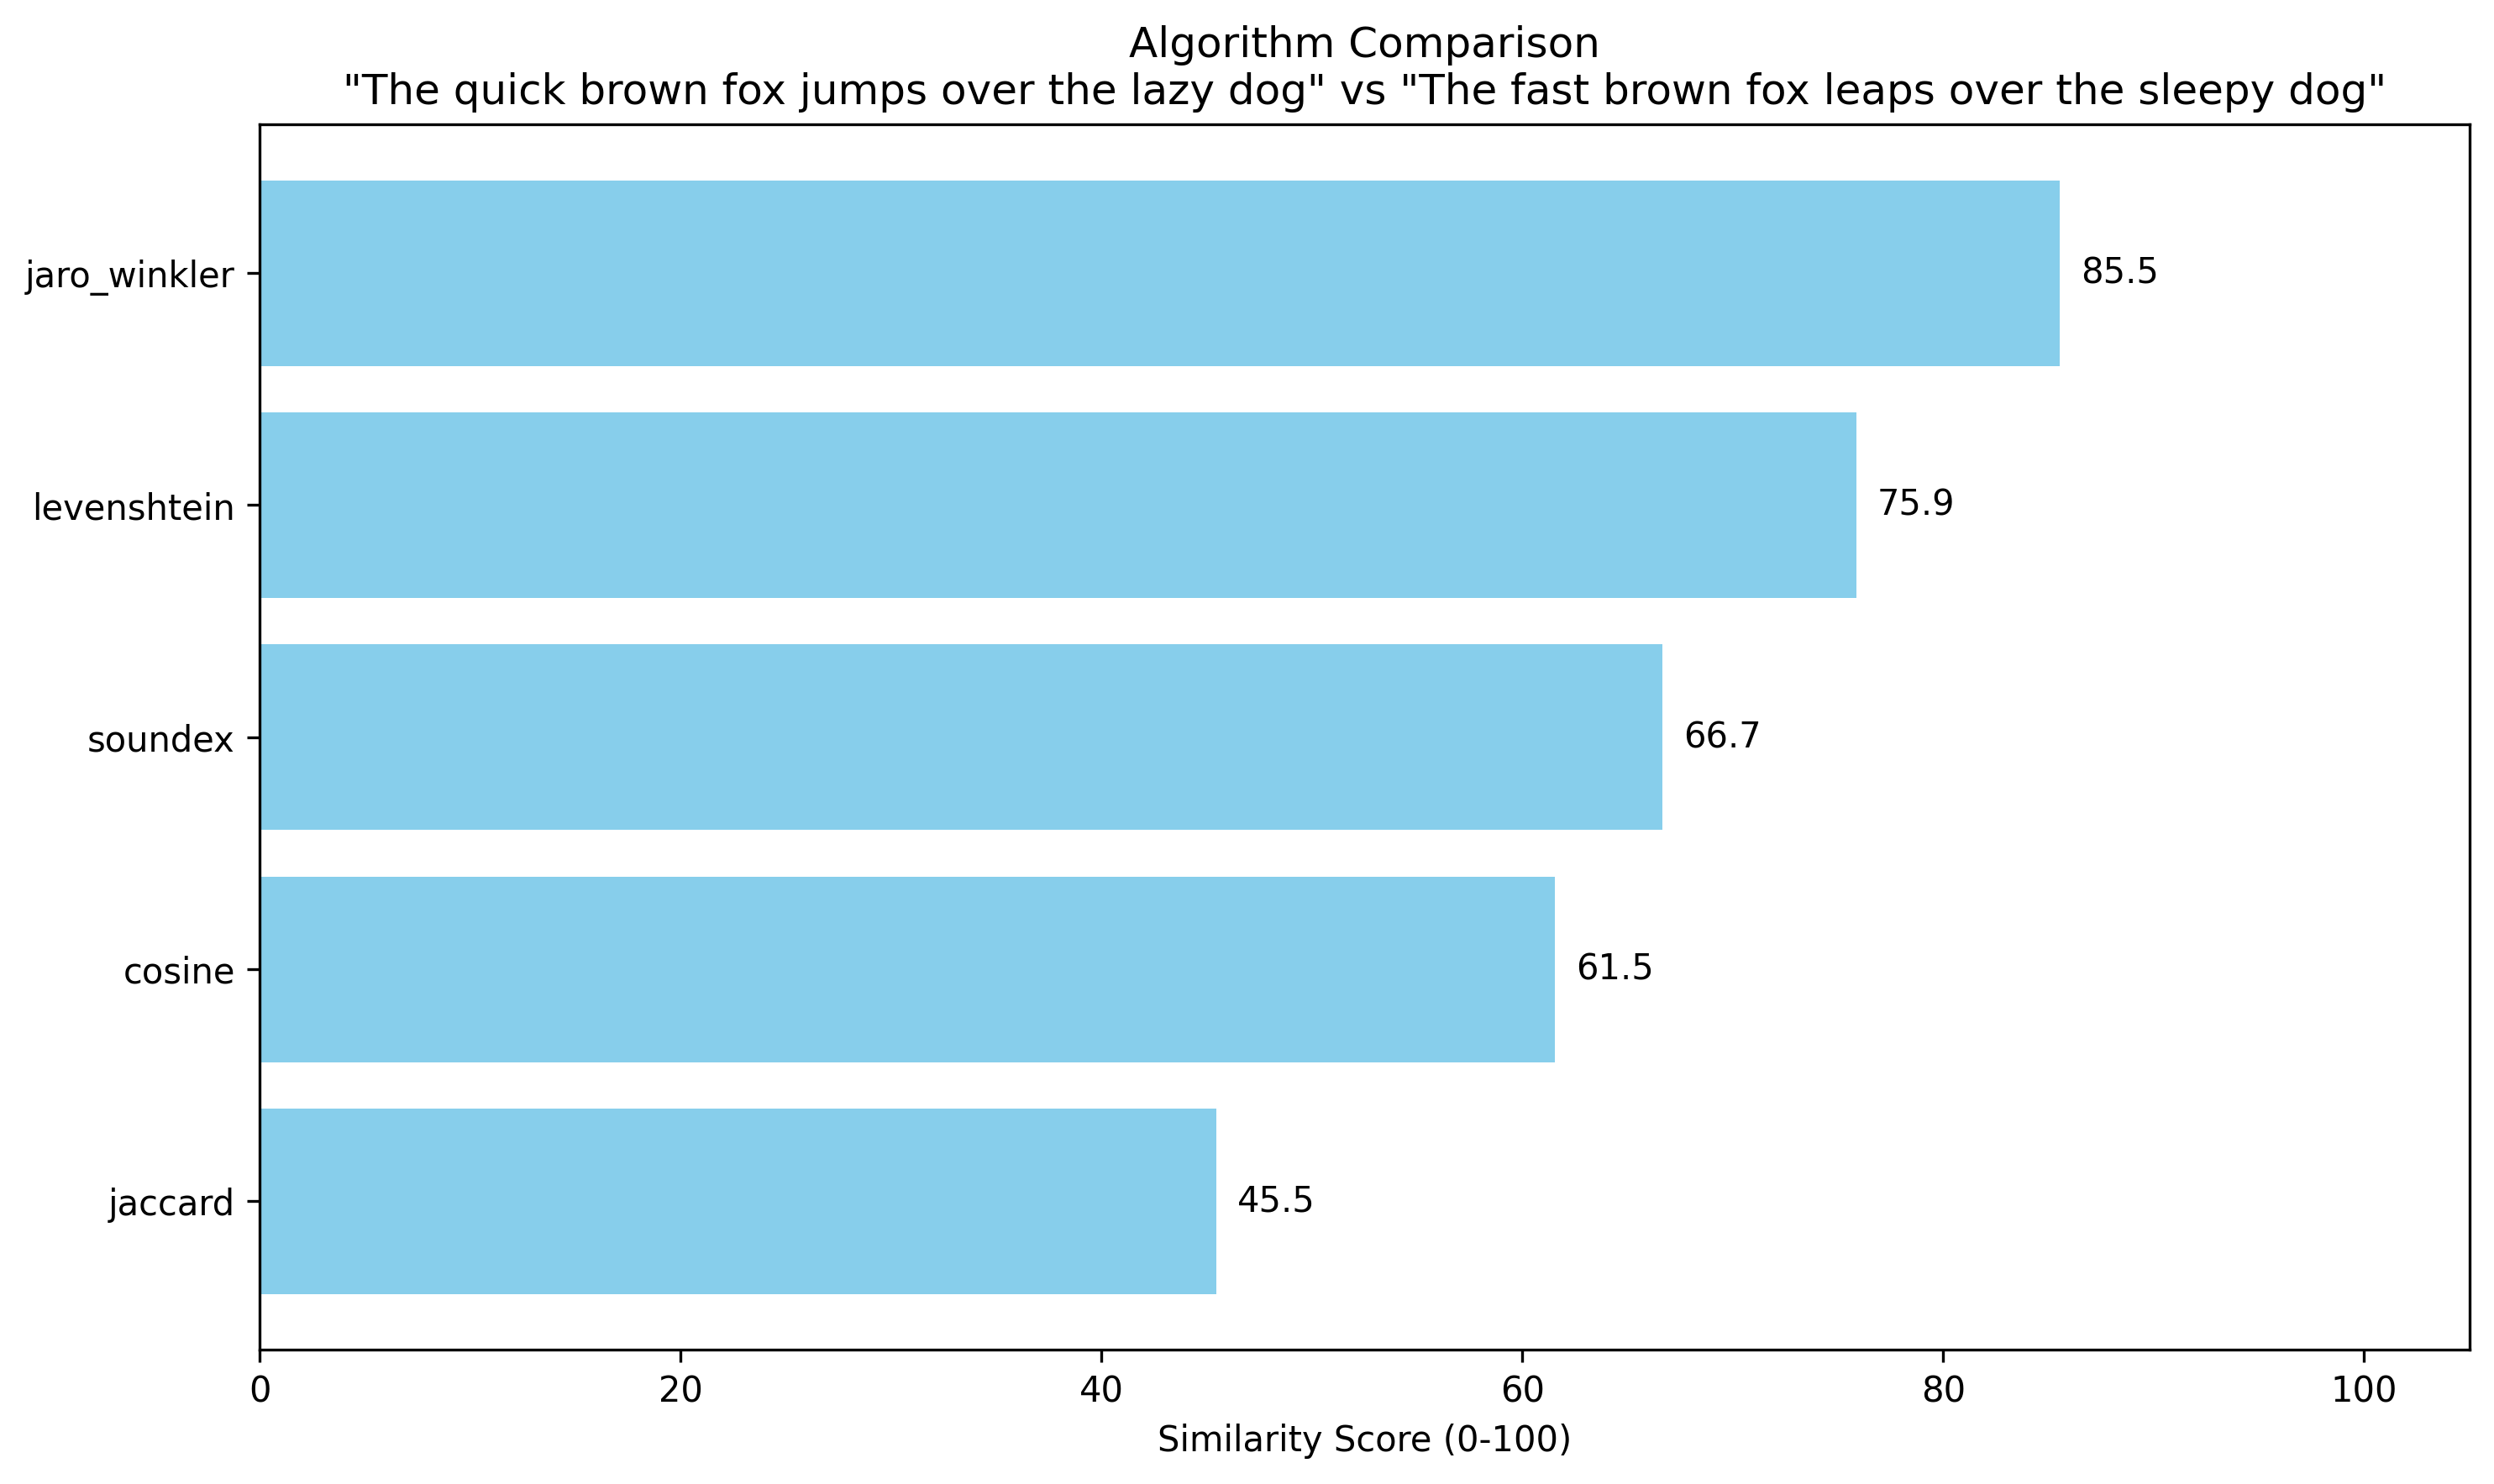 Algorithm Comparison
"The quick brown fox jumps over the lazy dog" vs "The fast brown fox leaps over the sleepy dog"
jaro_winkler
85.5
levenshtein
75.9
soundex
66.7
cosine
61.5
jaccard
45.5
0 20 40 60 80 100
Similarity Score (0-100)